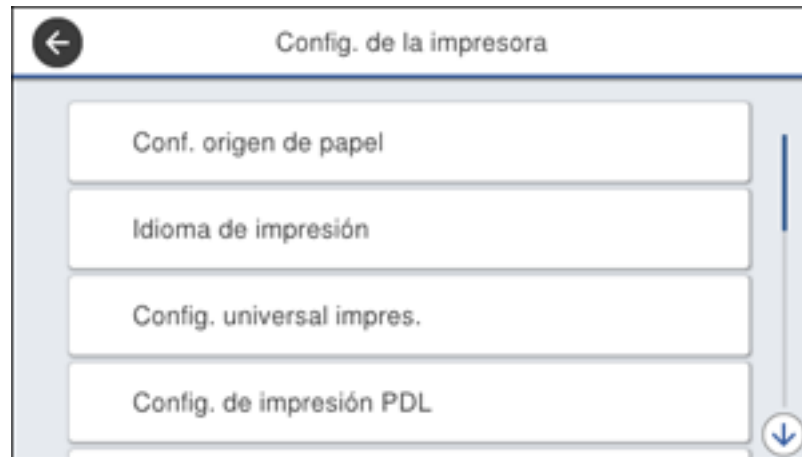 Config. de la impresora
Conf. origen de papel
Idioma de impresión
Config. universal impres.
Config. de impresión PDL